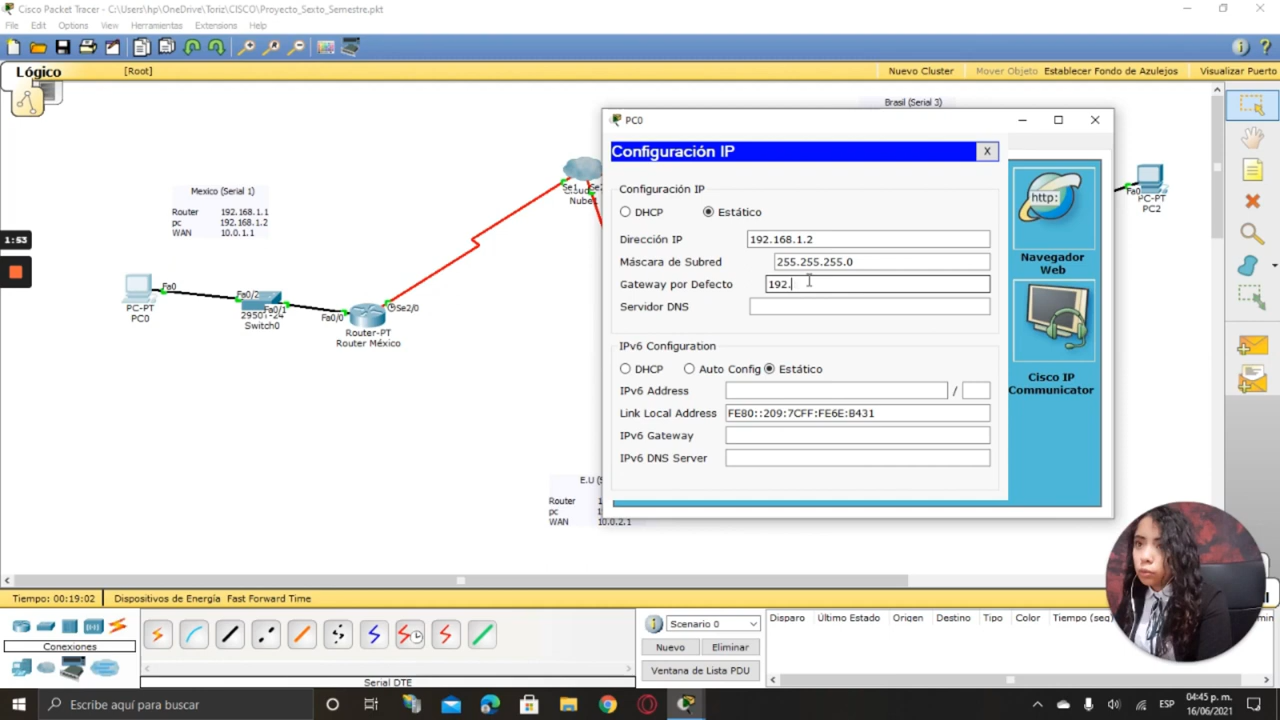 Cisco Packet Tracer - C:\Users\hp\OneDrive\Toriz\CISCO\Proyecto_Sexto_Semestre.pkt
File Edit Options View Herramientas Extensions Help
Lógico [Root] Nuevo Cluster Mover Objeto Establecer Fondo de Azulejos Visualizar Puerto
Brasil (Serial 3)
PC0
Configuración IP X
Configuración IP
DHCP Estático
Dirección IP 192.168.1.2
Máscara de Subred 255.255.255.0
Gateway por Defecto 192.
Servidor DNS
IPv6 Configuration
DHCP Auto Config Estático
IPv6 Address /
Link Local Address FE80::209:7CFF:FE6E:B431
IPv6 Gateway
IPv6 DNS Server
http:
Navegador
Web
Cisco IP
Communicator
Mexico (Serial 1)
Router 192.168.1.1
pc 192.168.1.2
WAN 10.0.1.1
1:53
Fa0
PC-PT
PC0
Fa0/2
Fa0/1
Switch0
Fa0/0
Se2/0
Router-PT
Router México
Se1
Nube1
Fa0
PC-PT
PC2
E.U
Router
pc
WAN 10.0.2.1
Tiempo: 00:19:02 Dispositivos de Energía Fast Forward Time
Conexiones
Serial DTE
Scenario 0
Nuevo Eliminar
Ventana de Lista PDU
Disparo Último Estado Origen Destino Tipo Color Tiempo (seg)
Escribe aquí para buscar
ESP
04:45 p. m.
16/06/2021